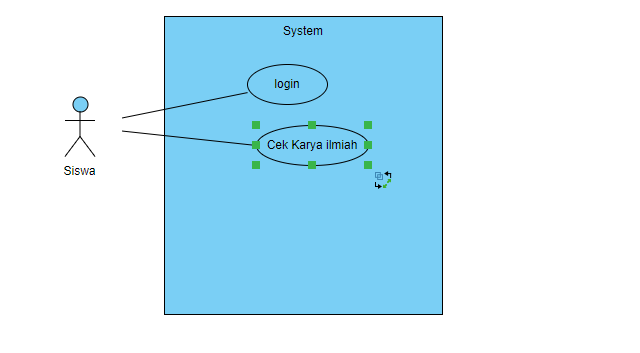 System
login
Cek Karya ilmiah
Siswa